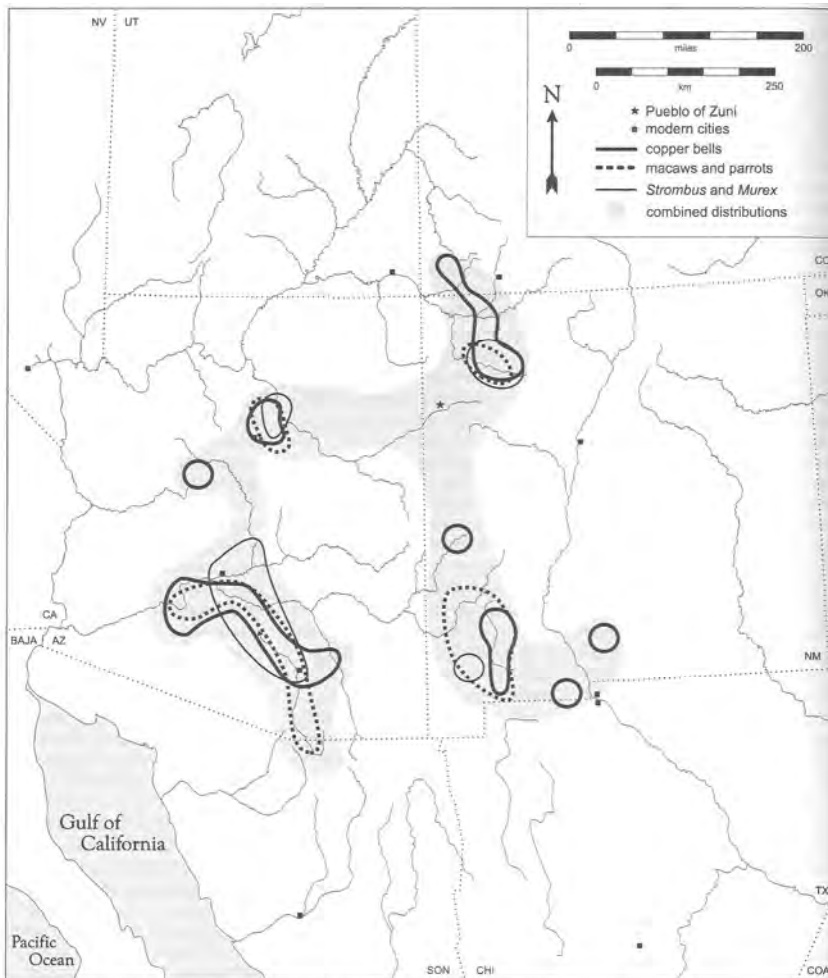 NV UT
0 200
miles
0 250
km
N
Pueblo of Zuni
modern cities
copper bells
macaws and parrots
Strombus and Murex
combined distributions
CO
OK
CA
BAJA AZ
NM
Gulf of
California
Pacific
Ocean
TX
SON CHI
COA